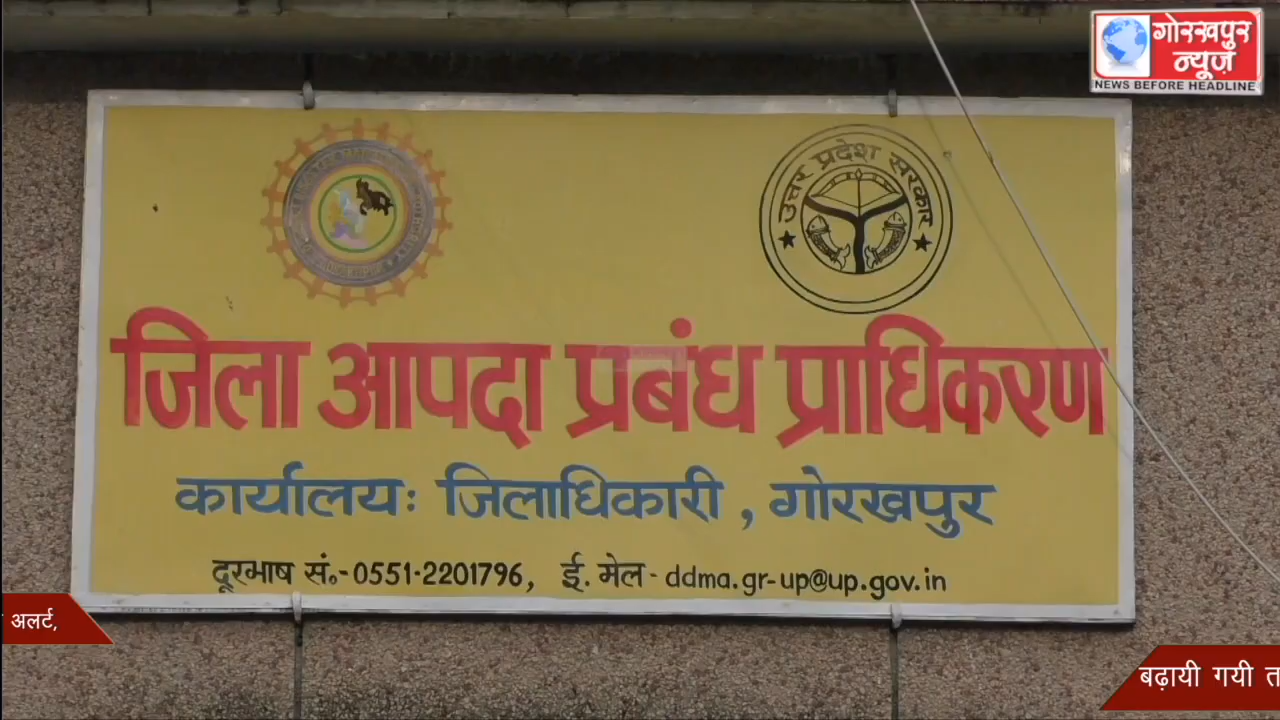 गोरखपुर
न्यूज़
NEWS BEFORE HEADLINE
उत्तर प्रदेश सरकार
जिला आपदा प्रबंध प्राधिकरण
कार्यालयः जिलाधिकारी, गोरखपुर
दूरभाष सं॰-0551-2201796, ई. मेल- ddma.gr-up@up.gov.in
अलर्ट,
बढ़ायी गयी